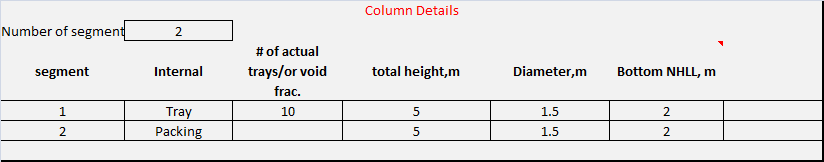 Column Details
Number of segment 2
segment Internal # of actual trays/or void frac. total height,m Diameter,m Bottom NHLL, m
1 Tray 10 5 1.5 2
2 Packing 5 1.5 2